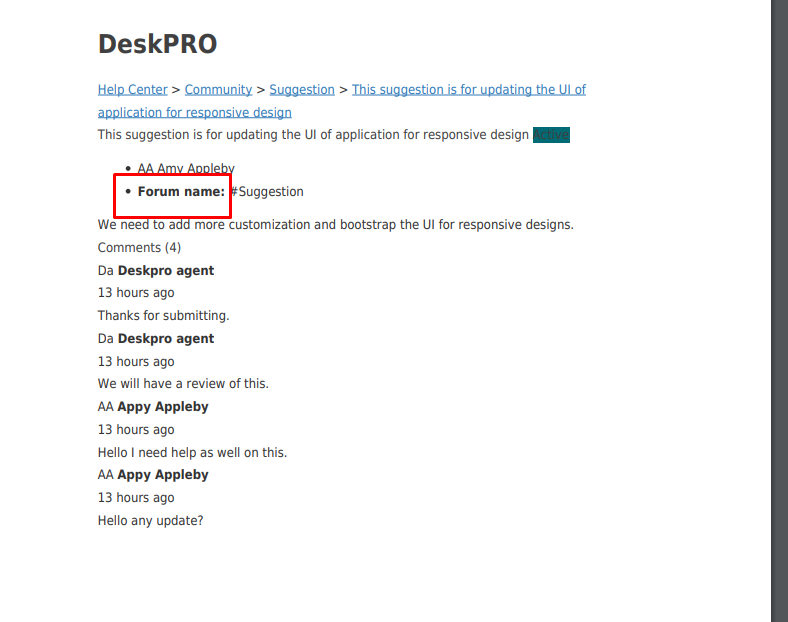 DeskPRO
Help Center > Community > Suggestion > This suggestion is for updating the UI of
application for responsive design
This suggestion is for updating the UI of application for responsive design Active
• AA Amy Appleby
• Forum name: #Suggestion
We need to add more customization and bootstrap the UI for responsive designs.
Comments (4)
Da Deskpro agent
13 hours ago
Thanks for submitting.
Da Deskpro agent
13 hours ago
We will have a review of this.
AA Appy Appleby
13 hours ago
Hello I need help as well on this.
AA Appy Appleby
13 hours ago
Hello any update?